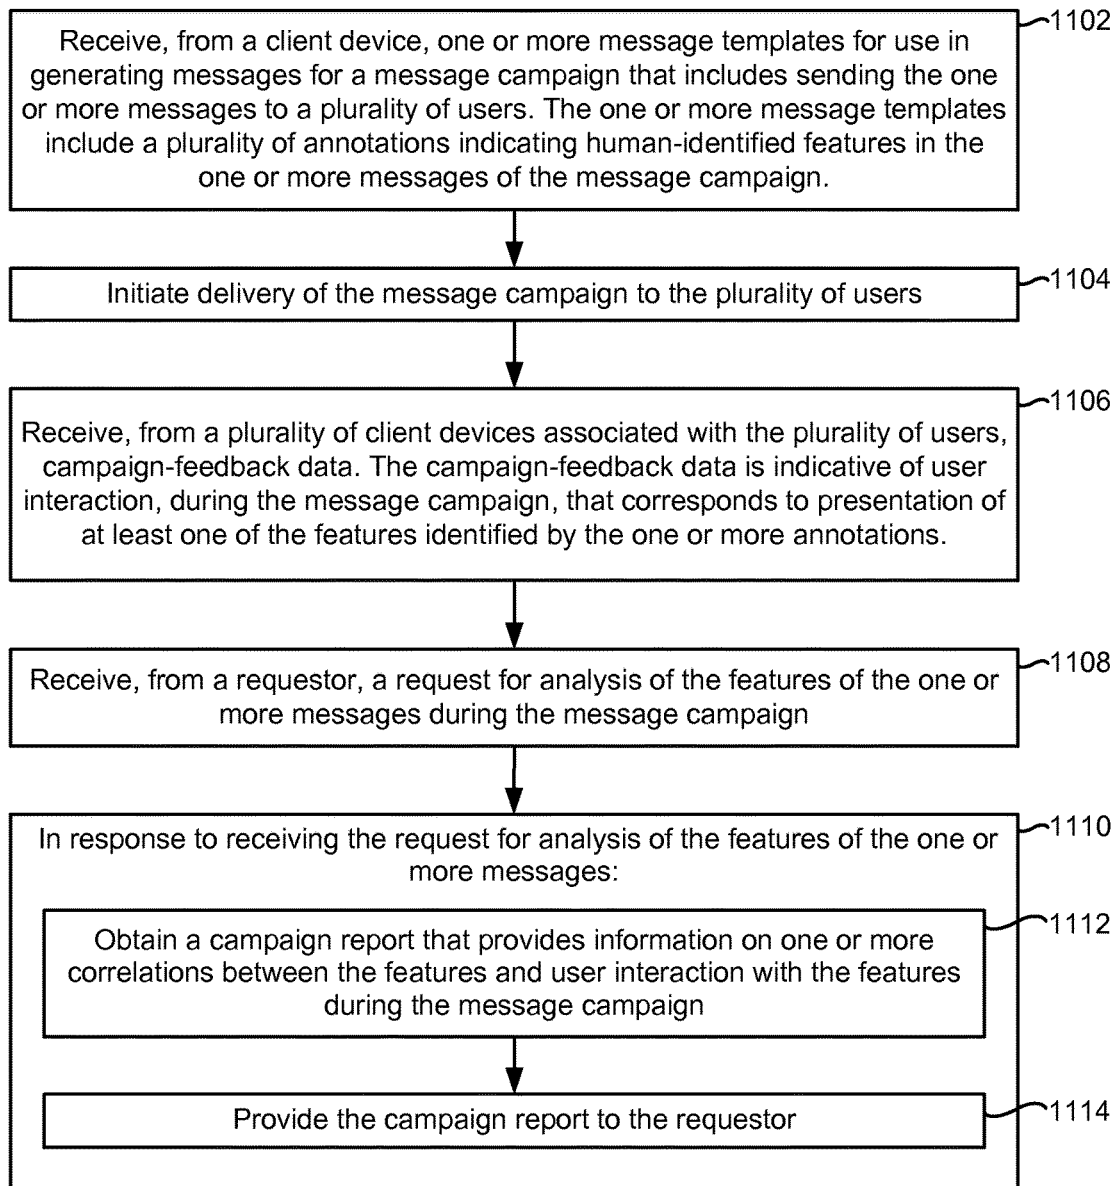 1102
Receive, from a client device, one or more message templates for use in
generating messages for a message campaign that includes sending the one
or more messages to a plurality of users. The one or more message templates
include a plurality of annotations indicating human-identified features in the
one or more messages of the message campaign.
1104
Initiate delivery of the message campaign to the plurality of users
1106
Receive, from a plurality of client devices associated with the plurality of users,
campaign-feedback data. The campaign-feedback data is indicative of user
interaction, during the message campaign, that corresponds to presentation of
at least one of the features identified by the one or more annotations.
1108
Receive, from a requestor, a request for analysis of the features of the one or
more messages during the message campaign
1110
In response to receiving the request for analysis of the features of the one or
more messages:
1112
Obtain a campaign report that provides information on one or more
correlations between the features and user interaction with the features
during the message campaign
1114
Provide the campaign report to the requestor